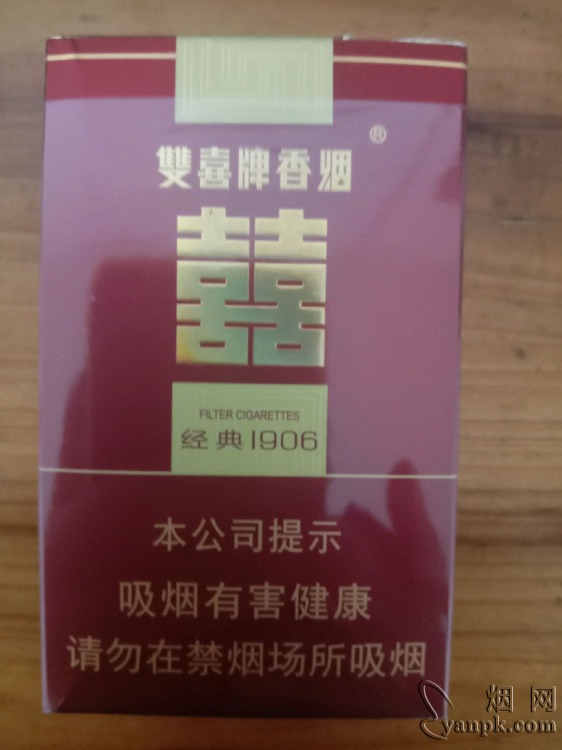 雙喜牌香烟®
囍
FILTER CIGARETTES
经典1906
本公司提示
吸烟有害健康
请勿在禁烟场所吸烟
烟网
yanpk.com